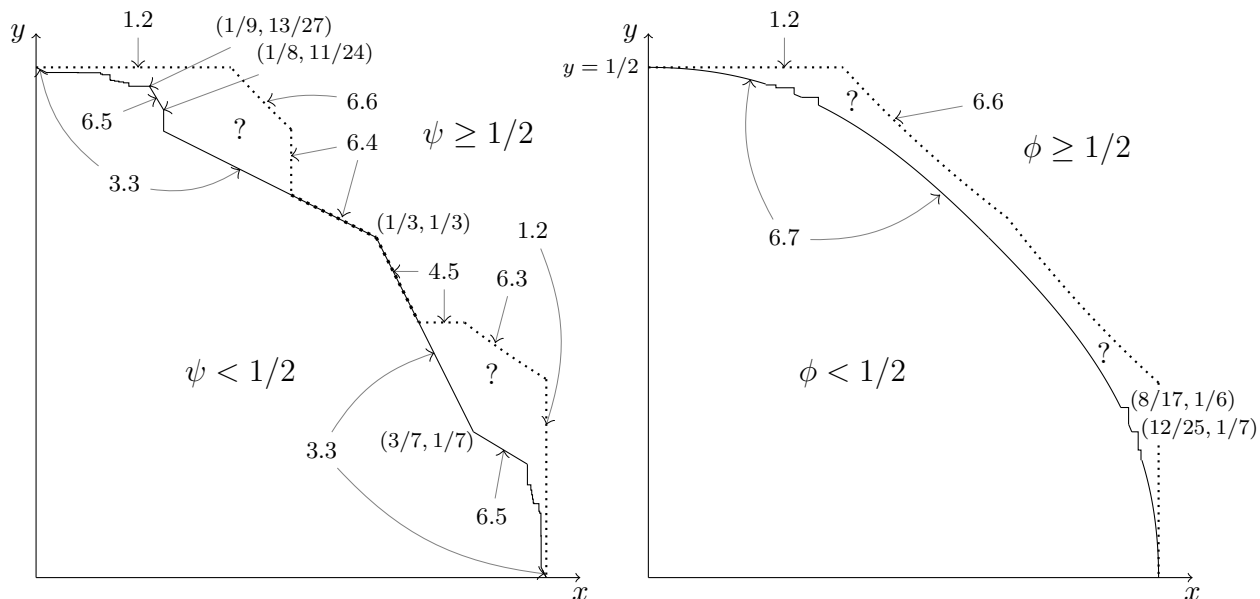 1.2
y
(1/9, 13/27)
(1/8, 11/24)
6.6
6.5
?
6.4
ψ ≥ 1/2
3.3
(1/3, 1/3)
1.2
4.5
6.3
ψ < 1/2
?
(3/7, 1/7)
3.3
6.5
x
1.2
y
y = 1/2
6.6
?
ϕ ≥ 1/2
6.7
ϕ < 1/2
?
(8/17, 1/6)
(12/25, 1/7)
x